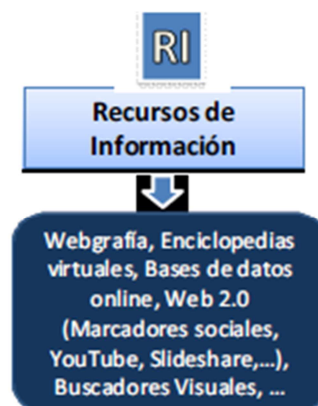 RI
Recursos de
Información
Webgrafía, Enciclopedias
virtuales, Bases de datos
online, Web 2.0
(Marcadores sociales,
YouTube, Slideshare,...),
Buscadores Visuales, ...